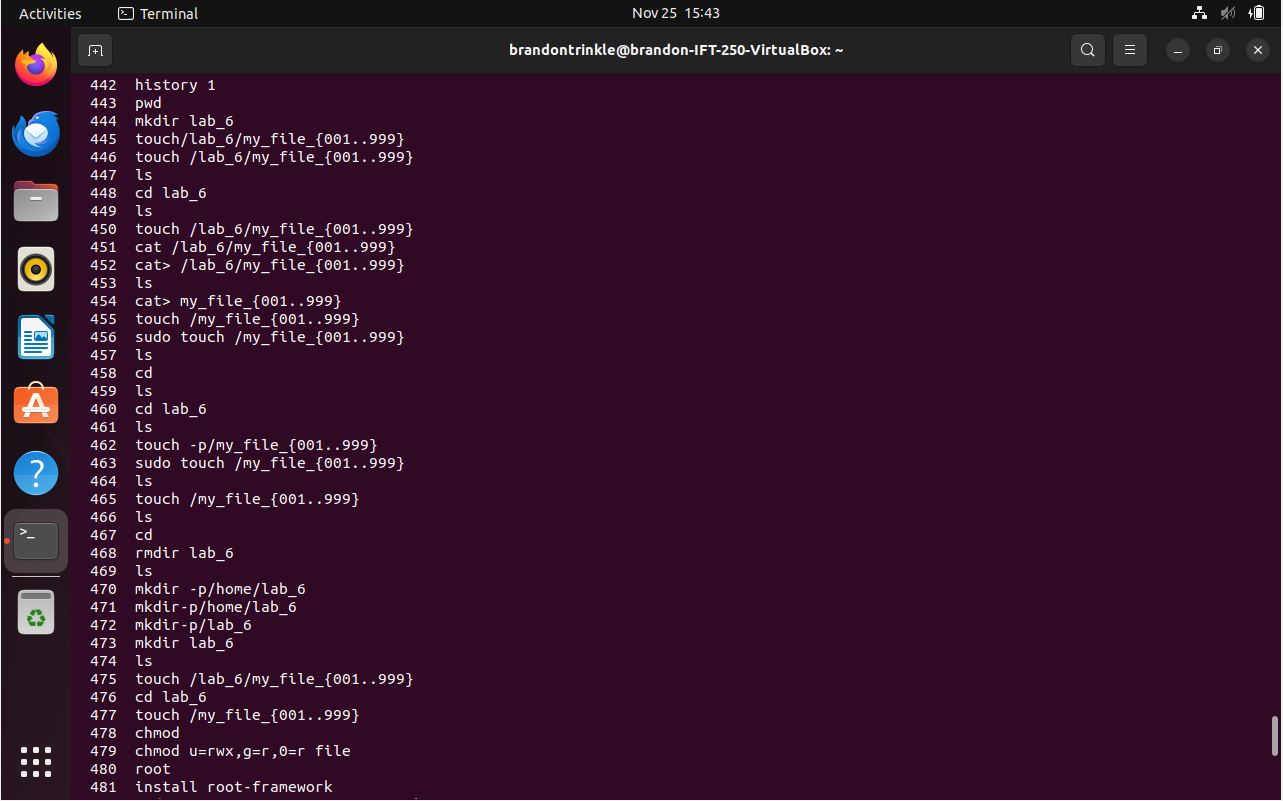 Activities Terminal Nov 25 15:43
brandontrinkle@brandon-IFT-250-VirtualBox: ~
442 history 1
443 pwd
444 mkdir lab_6
445 touch/lab_6/my_file_{001..999}
446 touch /lab_6/my_file_{001..999}
447 ls
448 cd lab_6
449 ls
450 touch /lab_6/my_file_{001..999}
451 cat /lab_6/my_file_{001..999}
452 cat> /lab_6/my_file_{001..999}
453 ls
454 cat> my_file_{001..999}
455 touch /my_file_{001..999}
456 sudo touch /my_file_{001..999}
457 ls
458 cd
459 ls
460 cd lab_6
461 ls
462 touch -p/my_file_{001..999}
463 sudo touch /my_file_{001..999}
464 ls
465 touch /my_file_{001..999}
466 ls
467 cd
468 rmdir lab_6
469 ls
470 mkdir -p/home/lab_6
471 mkdir-p/home/lab_6
472 mkdir-p/lab_6
473 mkdir lab_6
474 ls
475 touch /lab_6/my_file_{001..999}
476 cd lab_6
477 touch /my_file_{001..999}
478 chmod
479 chmod u=rwx,g=r,0=r file
480 root
481 install root-framework